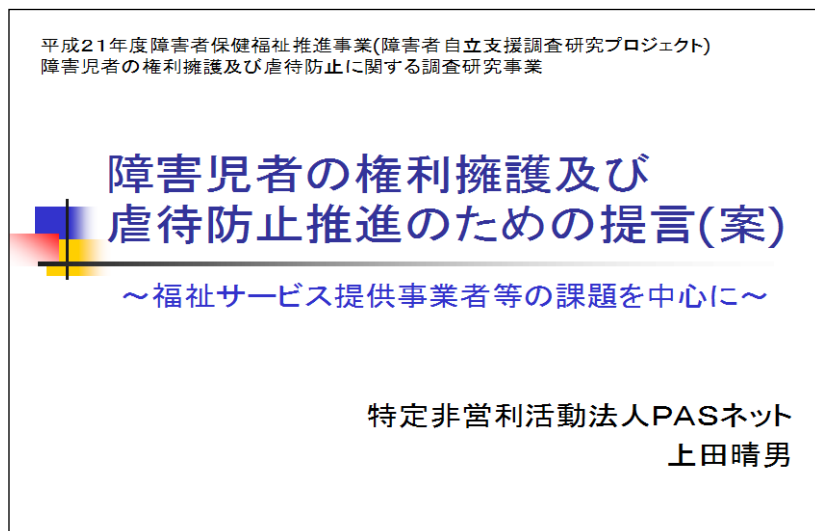 平成21年度障害者保健福祉推進事業(障害者自立支援調査研究プロジェクト)
障害児者の権利擁護及び虐待防止に関する調査研究事業
障害児者の権利擁護及び
虐待防止推進のための提言(案)
～福祉サービス提供事業者等の課題を中心に～
特定非営利活動法人PASネット
上田晴男